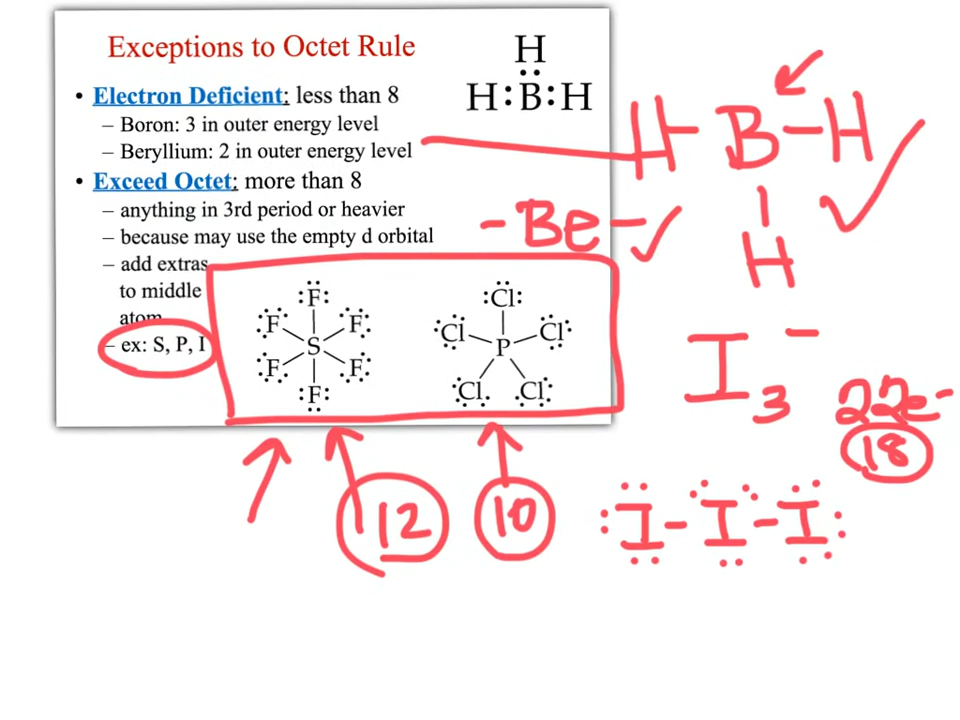 Exceptions to Octet Rule
• Electron Deficient: less than 8
– Boron: 3 in outer energy level
– Beryllium: 2 in outer energy level
• Exceed Octet: more than 8
– anything in 3rd period or heavier
– because may use the empty d orbital
– add extras
to middle
atom
– ex: S, P, I
H
H:B:H
:F:
F F
S
F F
:F:
:Cl:
Cl Cl
P
Cl Cl
H-B-H
H
-Be-
I3-
22e-
18
12
10
:I-I-I: